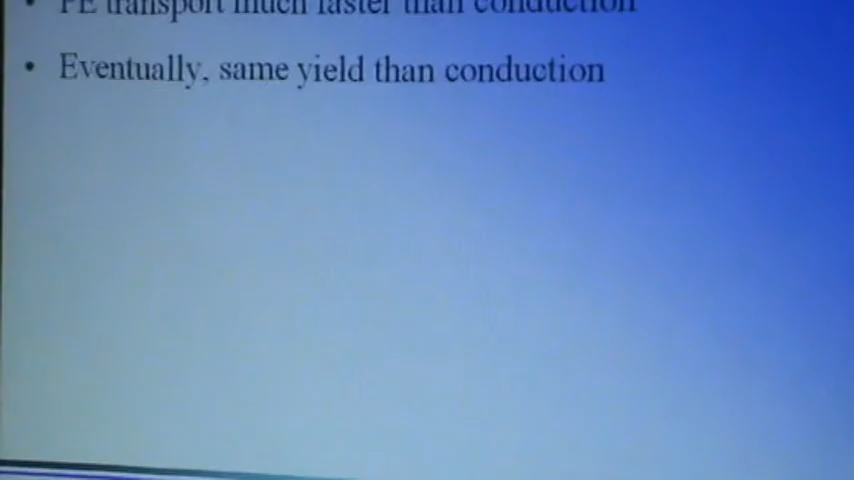 • PE transport much faster than conduction
• Eventually, same yield than conduction